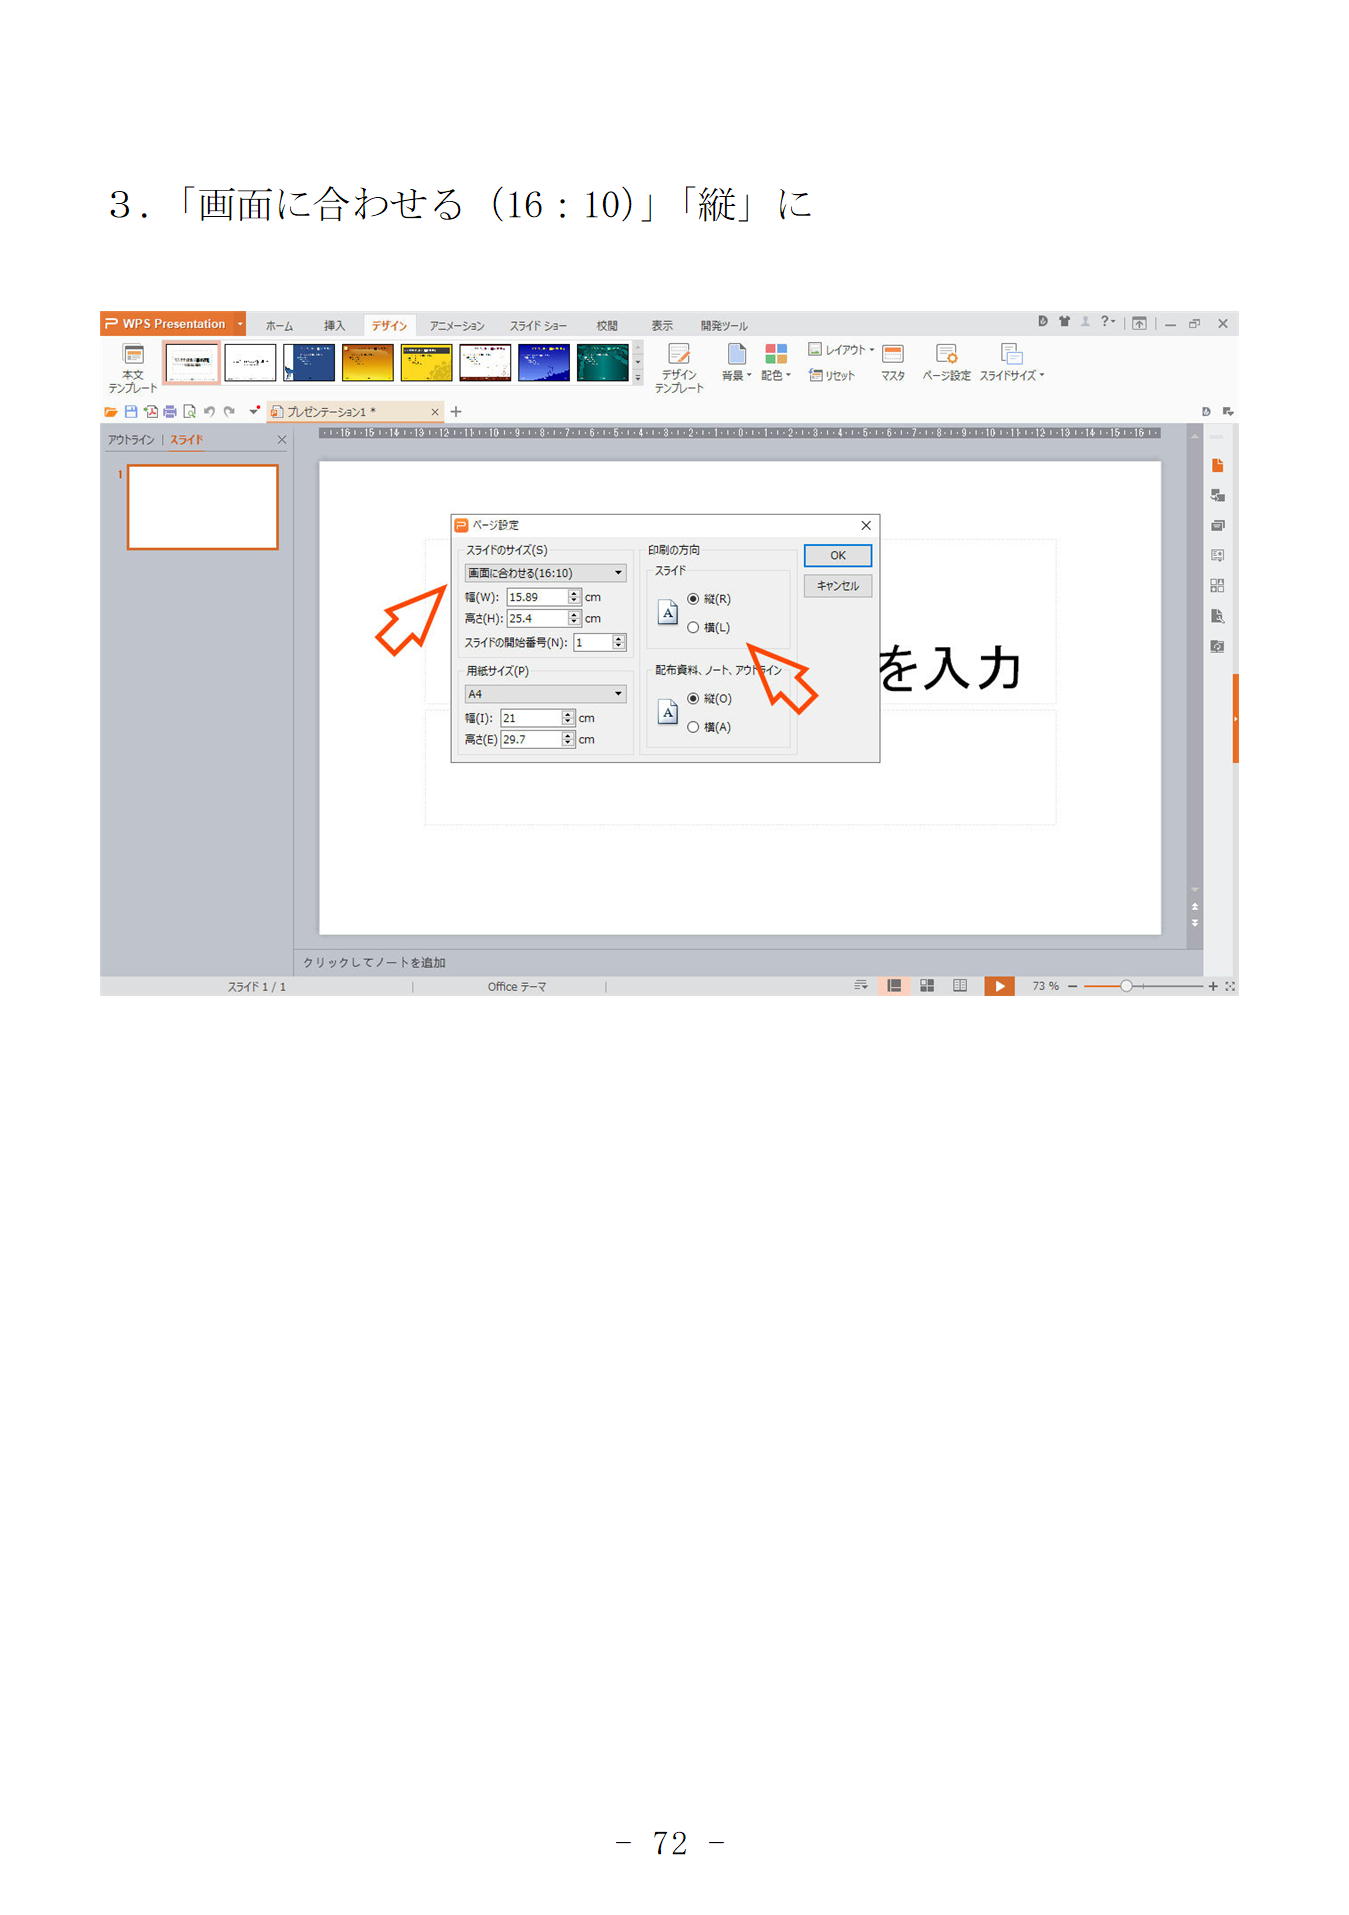 ３．「画面に合わせる（16：10）」「縦」に
WPS Presentation
ホーム 挿入 デザイン アニメーション スライド ショー 校閲 表示 開発ツール
本文
テンプレート
デザイン
テンプレート
背景 配色 レイアウト リセット マスタ ページ設定 スライドサイズ
プレゼンテーション1 *
アウトライン | スライド
1
ページ設定
スライドのサイズ(S)
画面に合わせる(16:10)
幅(W): 15.89 cm
高さ(H): 25.4 cm
スライドの開始番号(N): 1
用紙サイズ(P)
A4
幅(I): 21 cm
高さ(E) 29.7 cm
印刷の方向
スライド
A
縦(R)
横(L)
配布資料、ノート、アウトライン
A
縦(O)
横(A)
OK
キャンセル
を入力
クリックしてノートを追加
スライド 1 / 1 Office テーマ 73 %
- 72 -